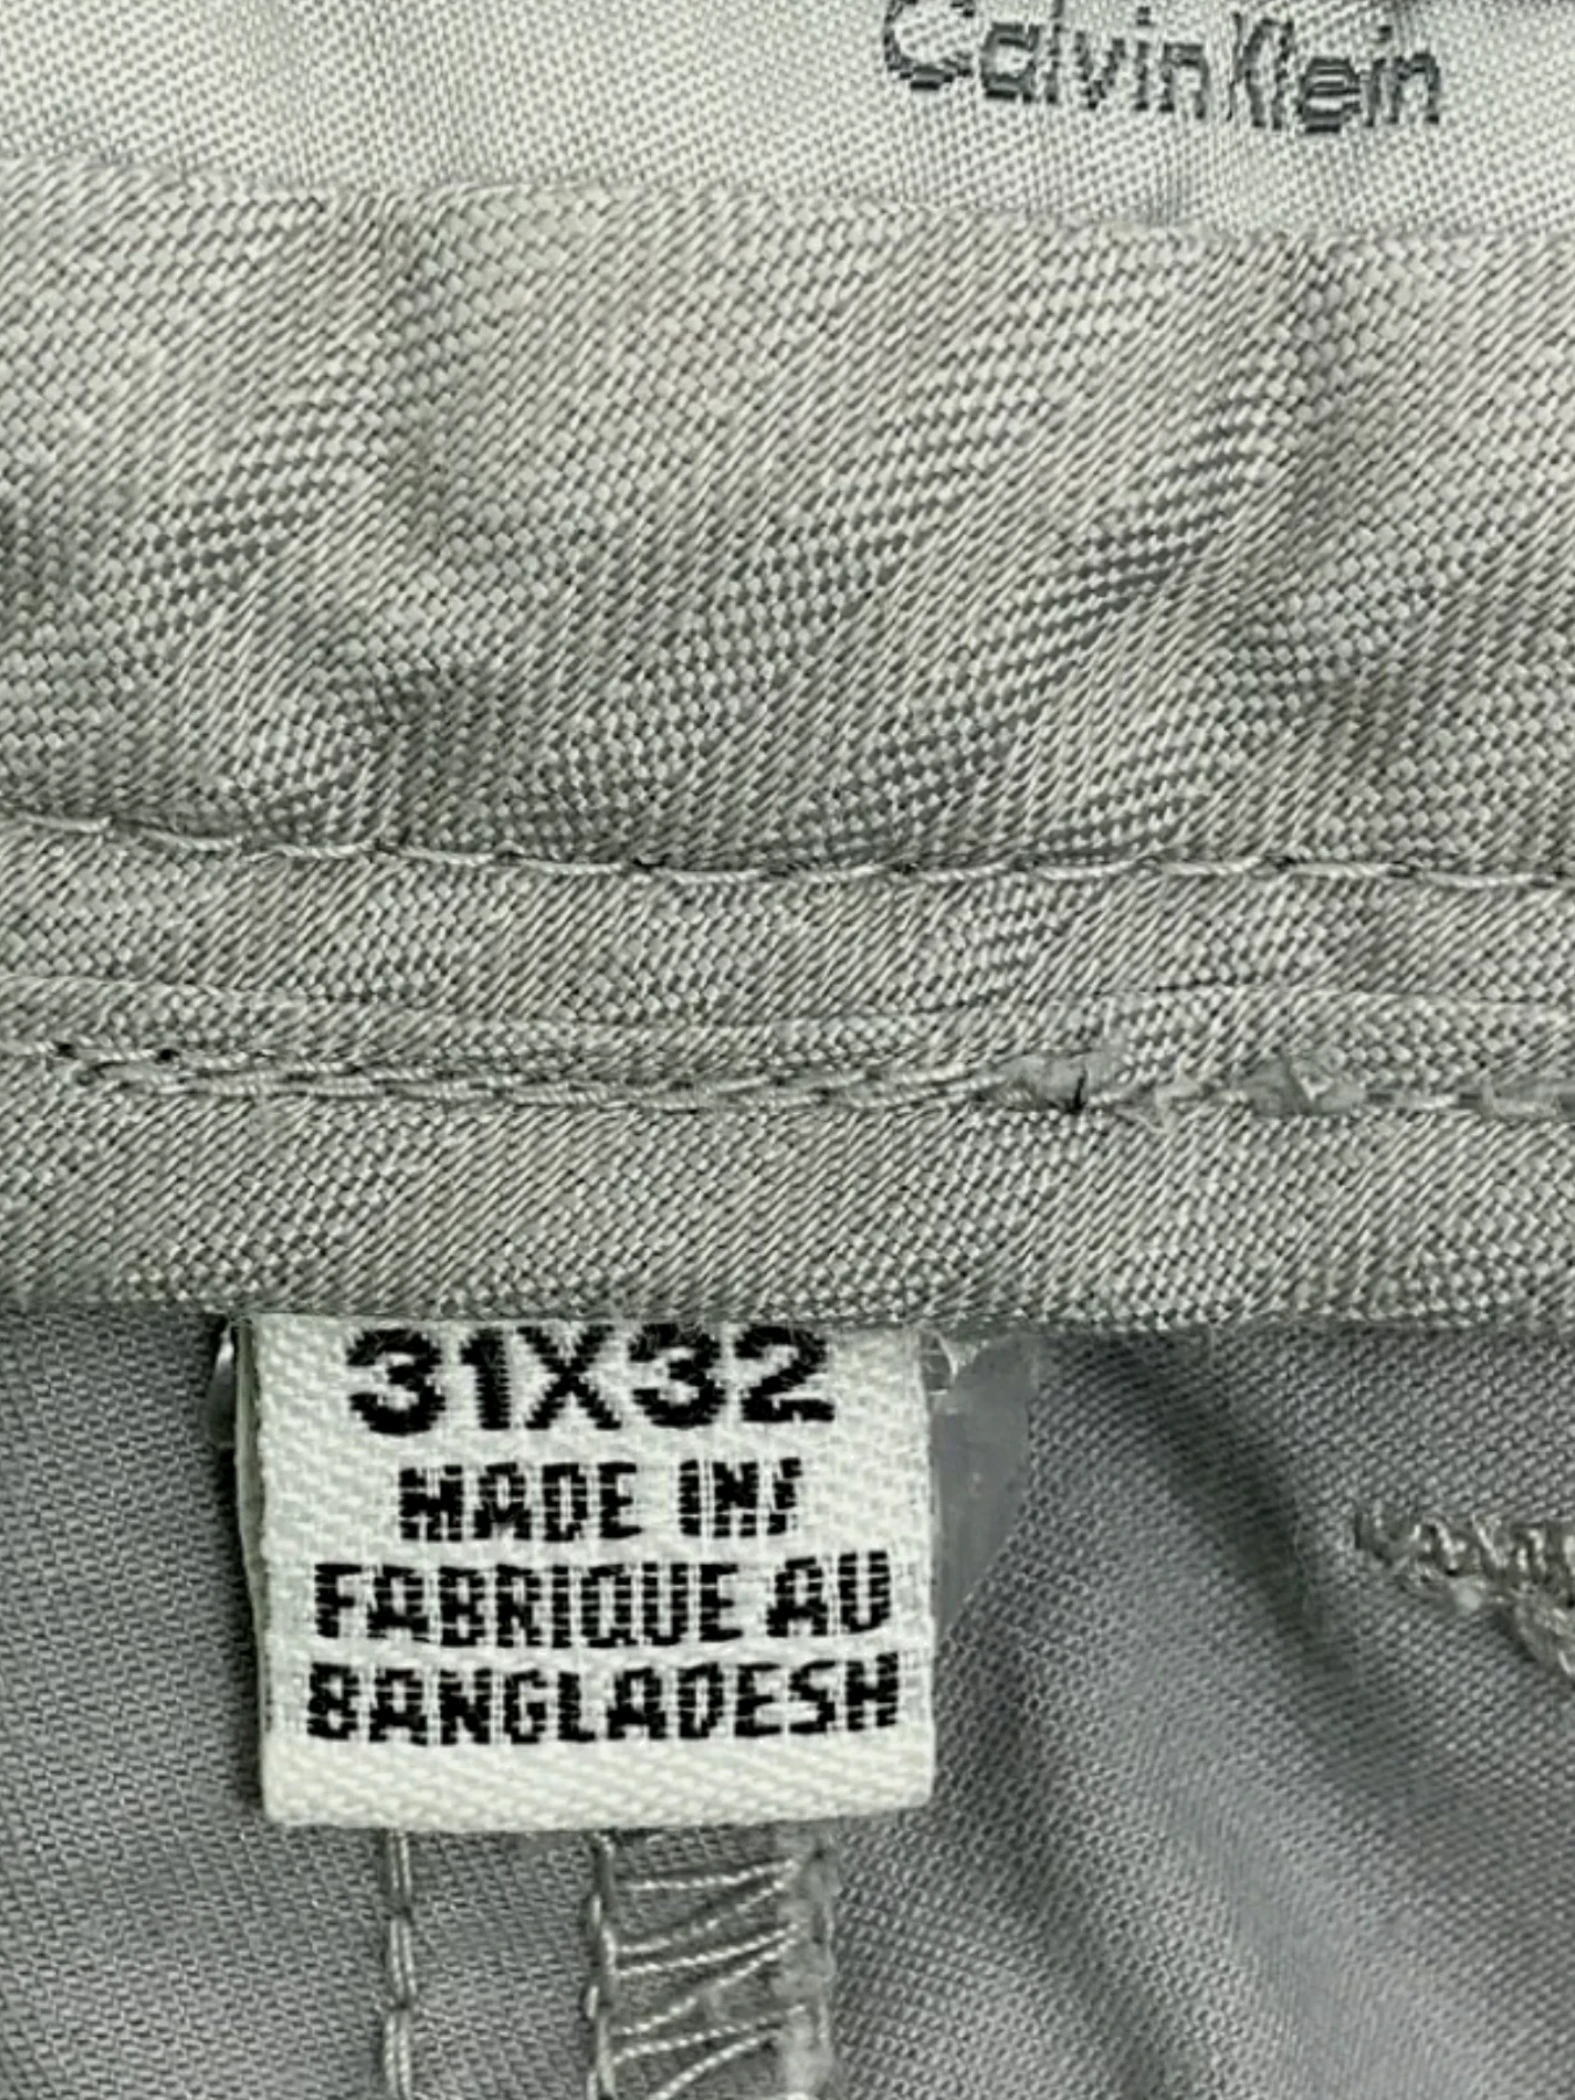 Calvin Klein
31X32
MADE IN/
FABRIQUE AU
BANGLADESH